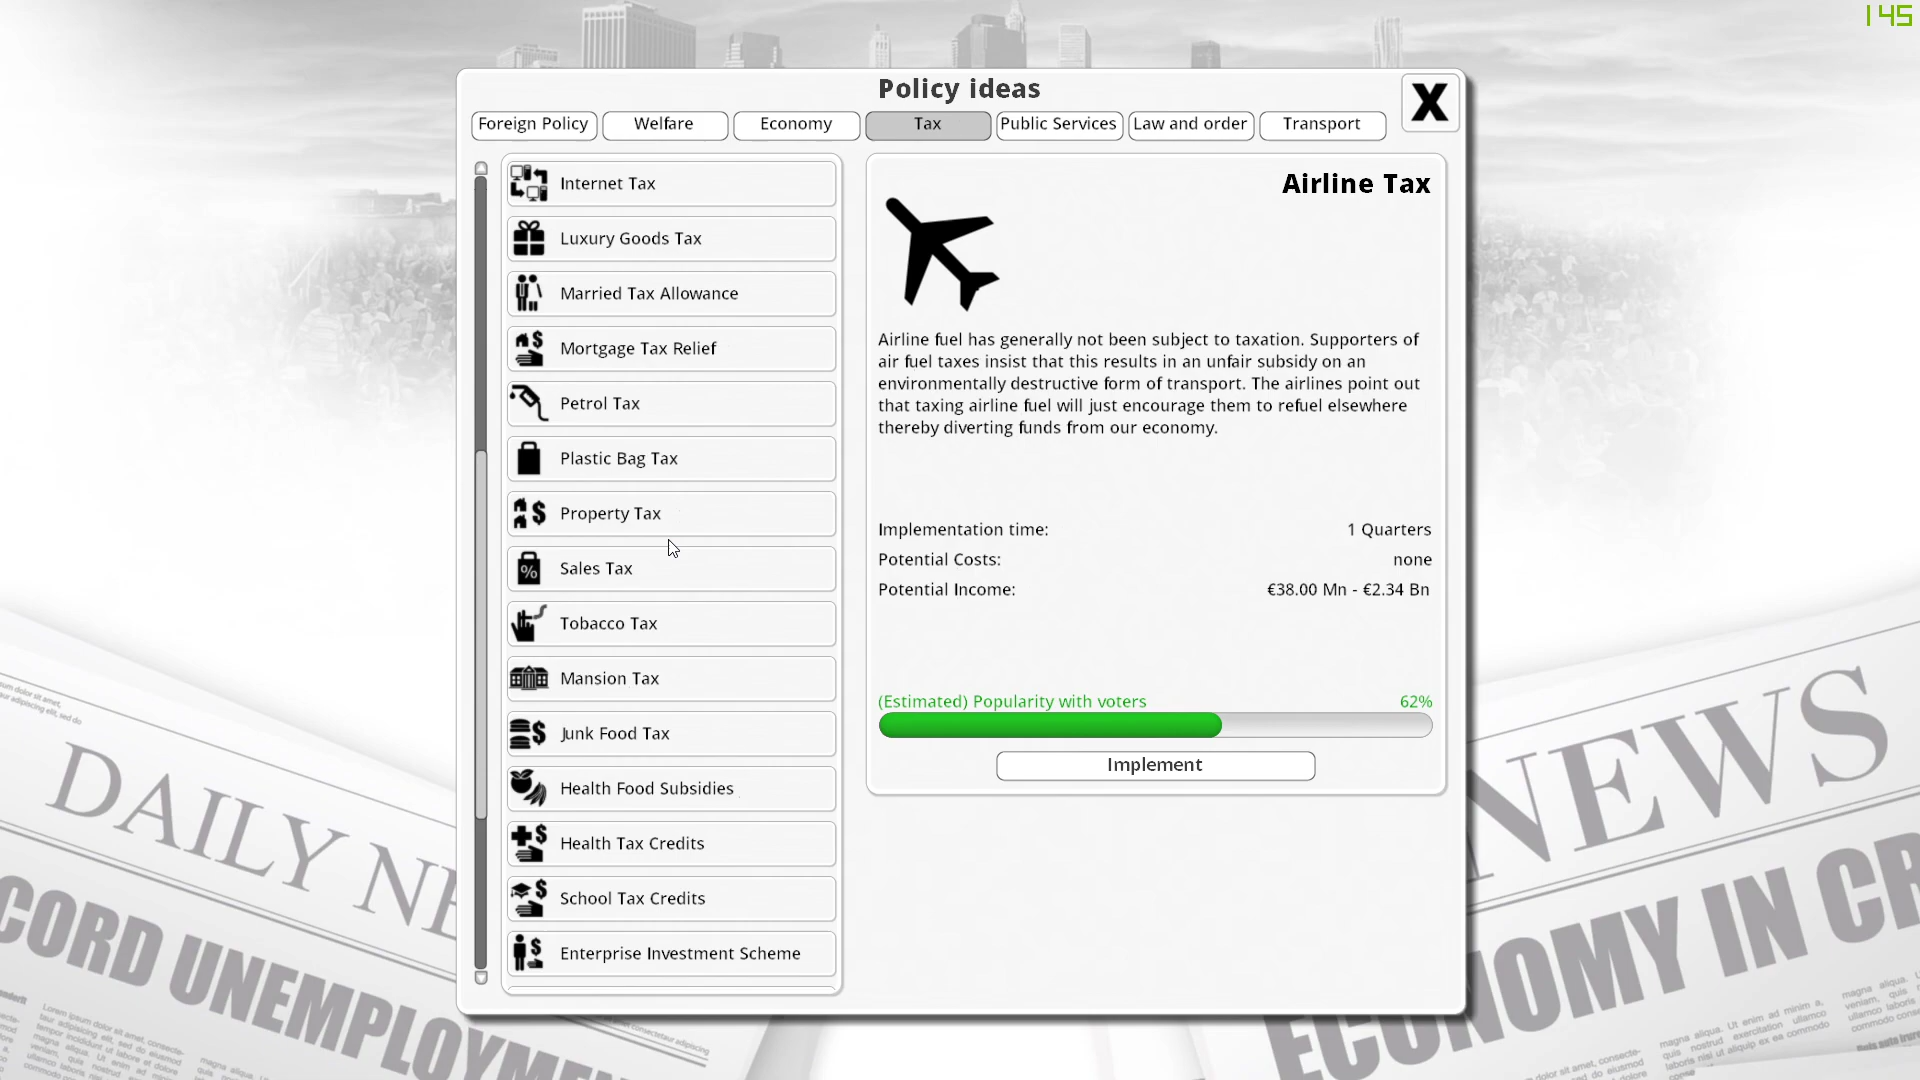 145
Policy ideas
Foreign Policy
Welfare
Economy
Tax
Public Services
Law and order
Transport
X
Internet Tax
Luxury Goods Tax
Married Tax Allowance
Mortgage Tax Relief
Petrol Tax
Plastic Bag Tax
Property Tax
Sales Tax
Tobacco Tax
Mansion Tax
Junk Food Tax
Health Food Subsidies
Health Tax Credits
School Tax Credits
Enterprise Investment Scheme
Airline Tax
Airline fuel has generally not been subject to taxation. Supporters of
air fuel taxes insist that this results in an unfair subsidy on an
environmentally destructive form of transport. The airlines point out
that taxing airline fuel will just encourage them to refuel elsewhere
thereby diverting funds from our economy.
Implementation time: 1 Quarters
Potential Costs: none
Potential Income: €38.00 Mn - €2.34 Bn
(Estimated) Popularity with voters 62%
Implement
DAILY NE
CORD UNEMPLOYME
NEWS
ECONOMY IN CR